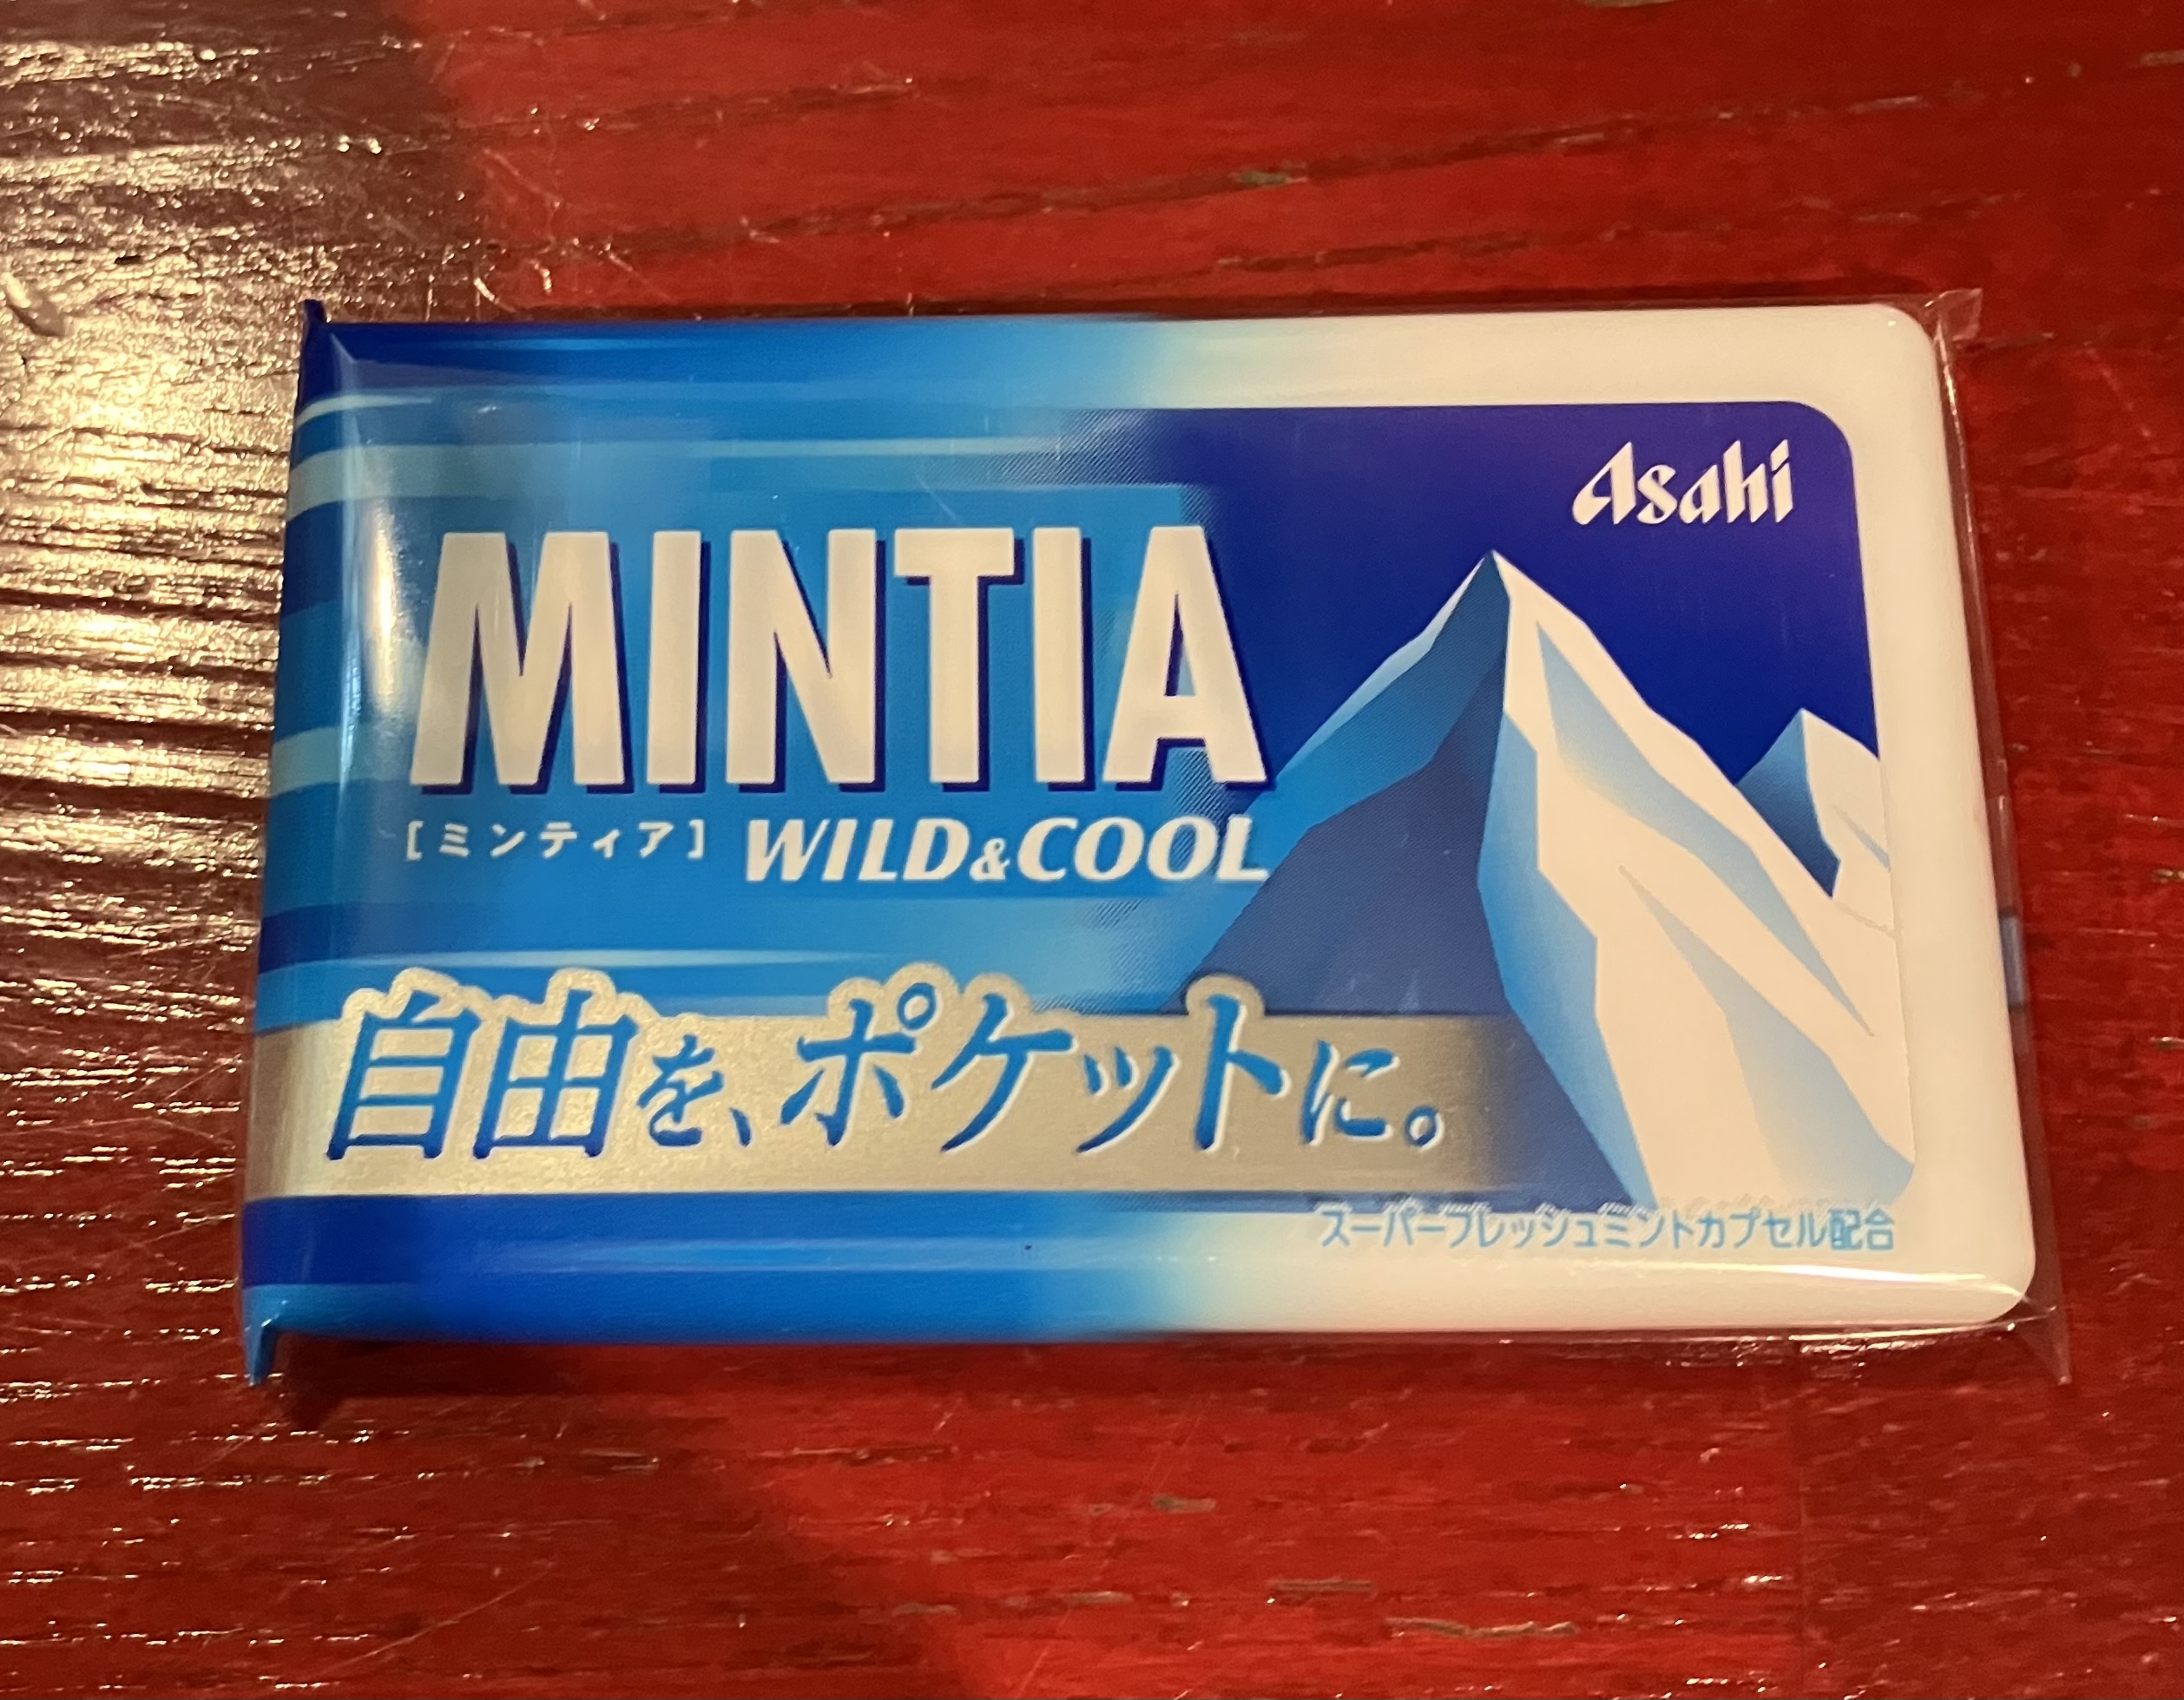 Asahi
MINTIA
[ミンティア] WILD&COOL
自由を、ポケットに。
スーパーフレッシュミントカプセル配合